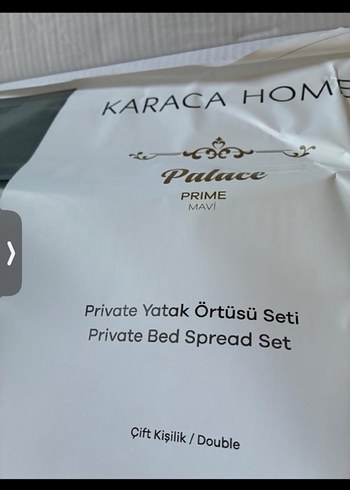 KARACA HOME
Palace
PRIME
MAVİ
Private Yatak Örtüsü Seti
Private Bed Spread Set
Çift Kişilik / Double